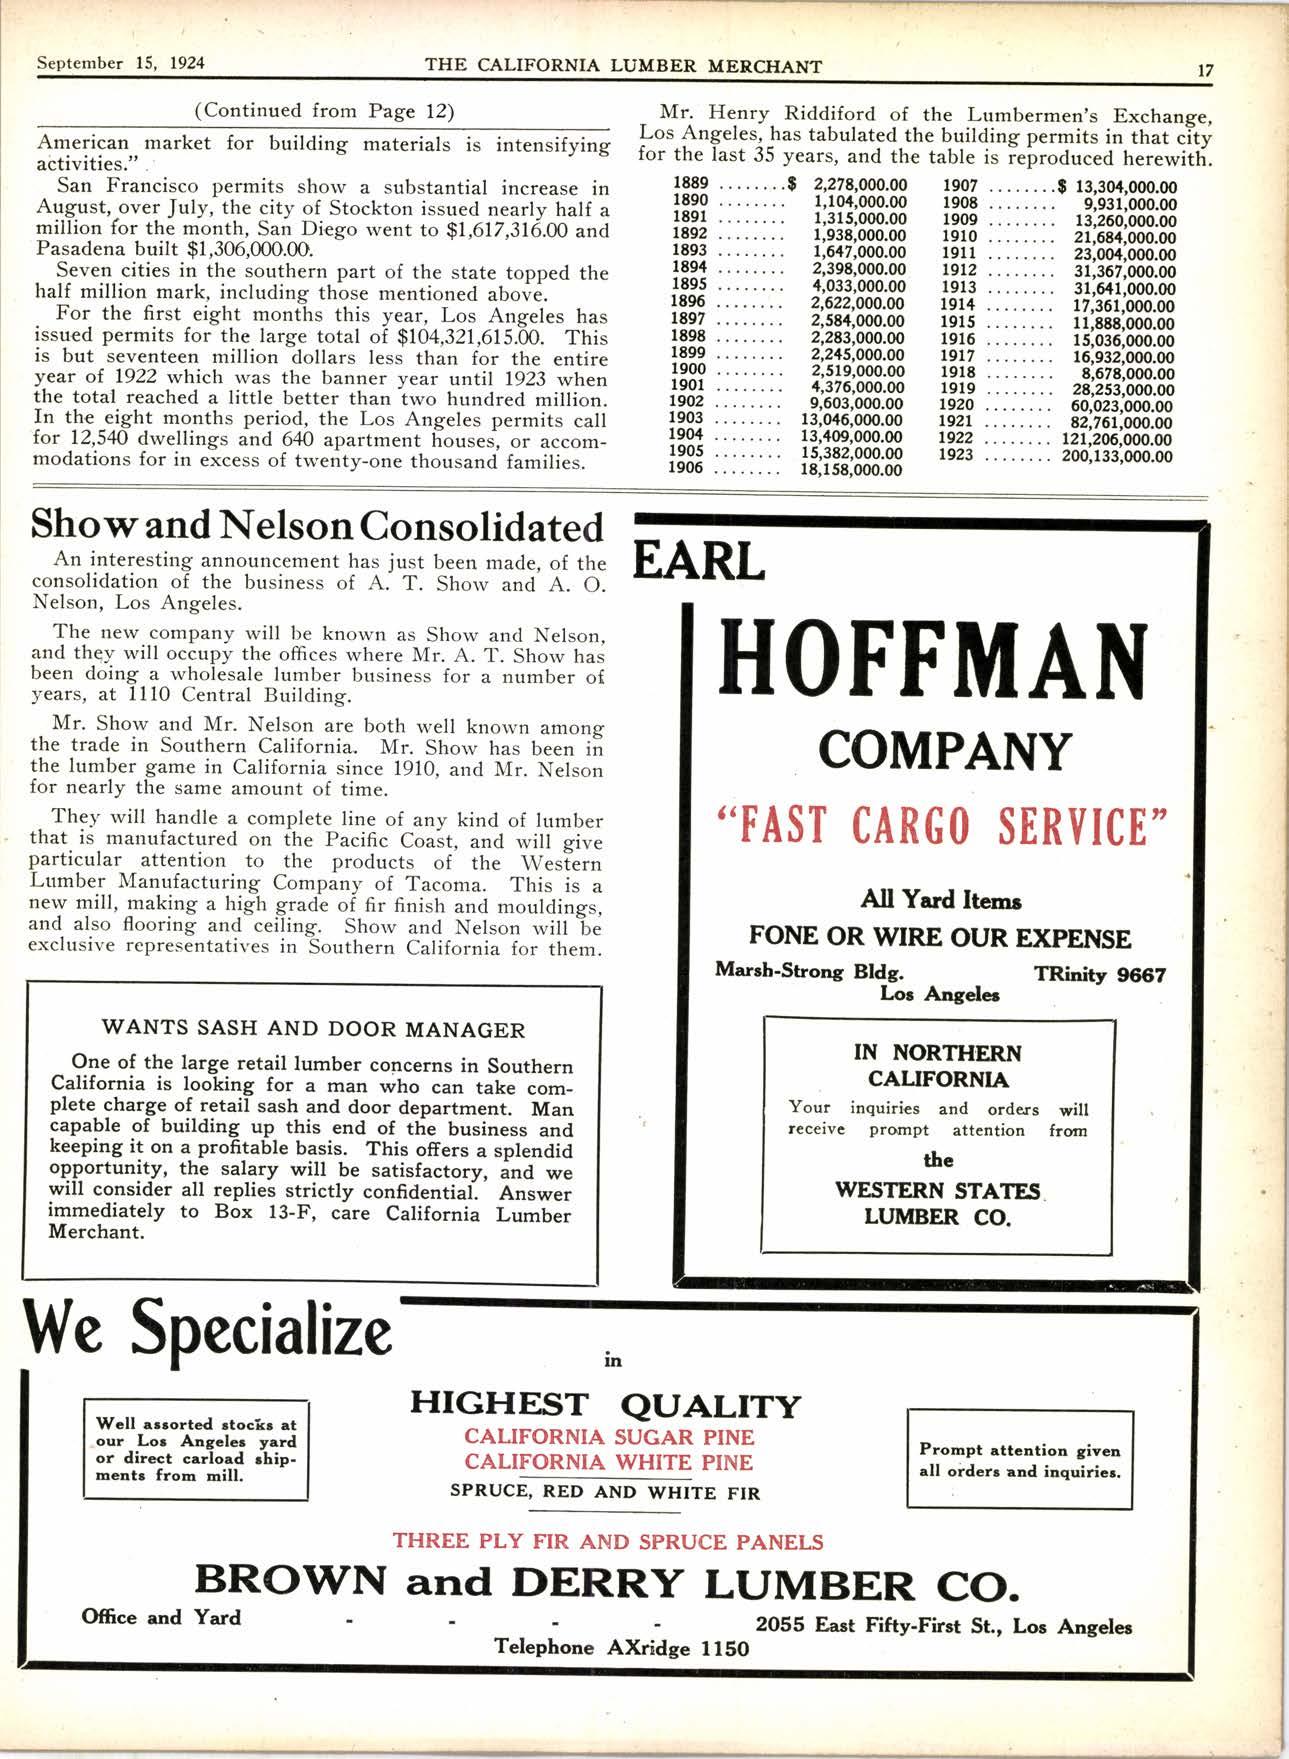 September 15, 1924 THE CALIFORNIA LUMBER MERCHANT 17
(Continued from Page 12)
American market for building materials is intensifying
activities."
San Francisco permits show a substantial increase in
August, over July, the city of Stockton issued nearly half a
million for the month, San Diego went to $1,617,316.00 and
Pasadena built $1,306,000.00.
Seven cities in the southern part of the state topped the
half million mark, including those mentioned above.
For the first eight months this year, Los Angeles has
issued permits for the large total of $104,321,615.00. This
is but seventeen million dollars less than for the entire
year of 1922 which was the banner year until 1923 when
the total reached a little better than two hundred million.
In the eight months period, the Los Angeles permits call
for 12,540 dwellings and 640 apartment houses, or accom-
modations for in excess of twenty-one thousand families.
Mr. Henry Riddiford of the Lumbermen's Exchange,
Los Angeles, has tabulated the building permits in that city
for the last 35 years, and the table is reproduced herewith.
1889 ........$ 2,278,000.00
1890 ........ 1,104,000.00
1891 ........ 1,315,000.00
1892 ........ 1,938,000.00
1893 ........ 1,647,000.00
1894 ........ 2,398,000.00
1895 ........ 4,033,000.00
1896 ........ 2,622,000.00
1897 ........ 2,584,000.00
1898 ........ 2,283,000.00
1899 ........ 2,245,000.00
1900 ........ 2,519,000.00
1901 ........ 4,376,000.00
1902 ........ 9,603,000.00
1903 ........ 13,046,000.00
1904 ........ 13,409,000.00
1905 ........ 15,382,000.00
1906 ........ 18,158,000.00
1907 ........$ 13,304,000.00
1908 ........ 9,931,000.00
1909 ........ 13,260,000.00
1910 ........ 21,684,000.00
1911 ........ 23,004,000.00
1912 ........ 31,367,000.00
1913 ........ 31,641,000.00
1914 ........ 17,361,000.00
1915 ........ 11,888,000.00
1916 ........ 15,036,000.00
1917 ........ 16,932,000.00
1918 ........ 8,678,000.00
1919 ........ 28,253,000.00
1920 ........ 60,023,000.00
1921 ........ 82,761,000.00
1922 ........ 121,206,000.00
1923 ........ 200,133,000.00
Show and Nelson Consolidated
An interesting announcement has just been made, of the
consolidation of the business of A. T. Show and A. O.
Nelson, Los Angeles.
The new company will be known as Show and Nelson,
and they will occupy the offices where Mr. A. T. Show has
been doing a wholesale lumber business for a number of
years, at 1110 Central Building.
Mr. Show and Mr. Nelson are both well known among
the trade in Southern California. Mr. Show has been in
the lumber game in California since 1910, and Mr. Nelson
for nearly the same amount of time.
They will handle a complete line of any kind of lumber
that is manufactured on the Pacific Coast, and will give
particular attention to the products of the Western
Lumber Manufacturing Company of Tacoma. This is a
new mill, making a high grade of fir finish and mouldings,
and also flooring and ceiling. Show and Nelson will be
exclusive representatives in Southern California for them.
WANTS SASH AND DOOR MANAGER
One of the large retail lumber concerns in Southern
California is looking for a man who can take com-
plete charge of retail sash and door department. Man
capable of building up this end of the business and
keeping it on a profitable basis. This offers a splendid
opportunity, the salary will be satisfactory, and we
will consider all replies strictly confidential. Answer
immediately to Box 13-F, care California Lumber
Merchant.
EARL
HOFFMAN
COMPANY
"FAST CARGO SERVICE"
All Yard Items
FONE OR WIRE OUR EXPENSE
Marsh-Strong Bldg. TRinity 9667
Los Angeles
IN NORTHERN
CALIFORNIA
Your inquiries and orders will
receive prompt attention from
the
WESTERN STATES
LUMBER CO.
We Specialize
in
HIGHEST QUALITY
CALIFORNIA SUGAR PINE
CALIFORNIA WHITE PINE
SPRUCE, RED AND WHITE FIR
Well assorted stocks at
our Los Angeles yard
or direct carload ship-
ments from mill.
Prompt attention given
all orders and inquiries.
THREE PLY FIR AND SPRUCE PANELS
BROWN and DERRY LUMBER CO.
Office and Yard - - - - 2055 East Fifty-First St., Los Angeles
Telephone AXridge 1150